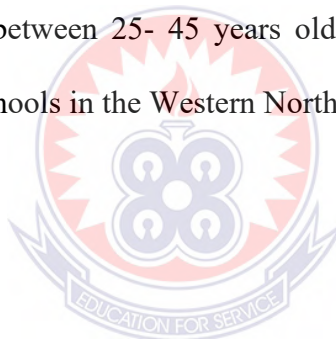 between 25- 45 years old
hools in the Western North
EDUCATION FOR SERVICE